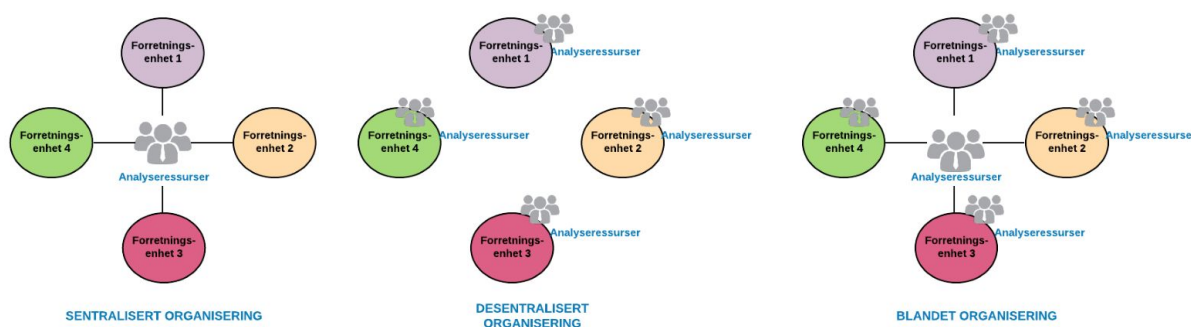 Forretnings-
enhet 1
Forretnings-
enhet 4
Forretnings-
enhet 2
Analyseressurser
Forretnings-
enhet 3
SENTRALISERT ORGANISERING
Forretnings-
enhet 1
Analyseressurser
Forretnings-
enhet 4
Analyseressurser
Forretnings-
enhet 2
Analyseressurser
Forretnings-
enhet 3
Analyseressurser
DESENTRALISERT
ORGANISERING
Forretnings-
enhet 1
Analyseressurser
Forretnings-
enhet 4
Forretnings-
enhet 2
Analyseressurser
Analyseressurser
Forretnings-
enhet 3
Analyseressurser
BLANDET ORGANISERING